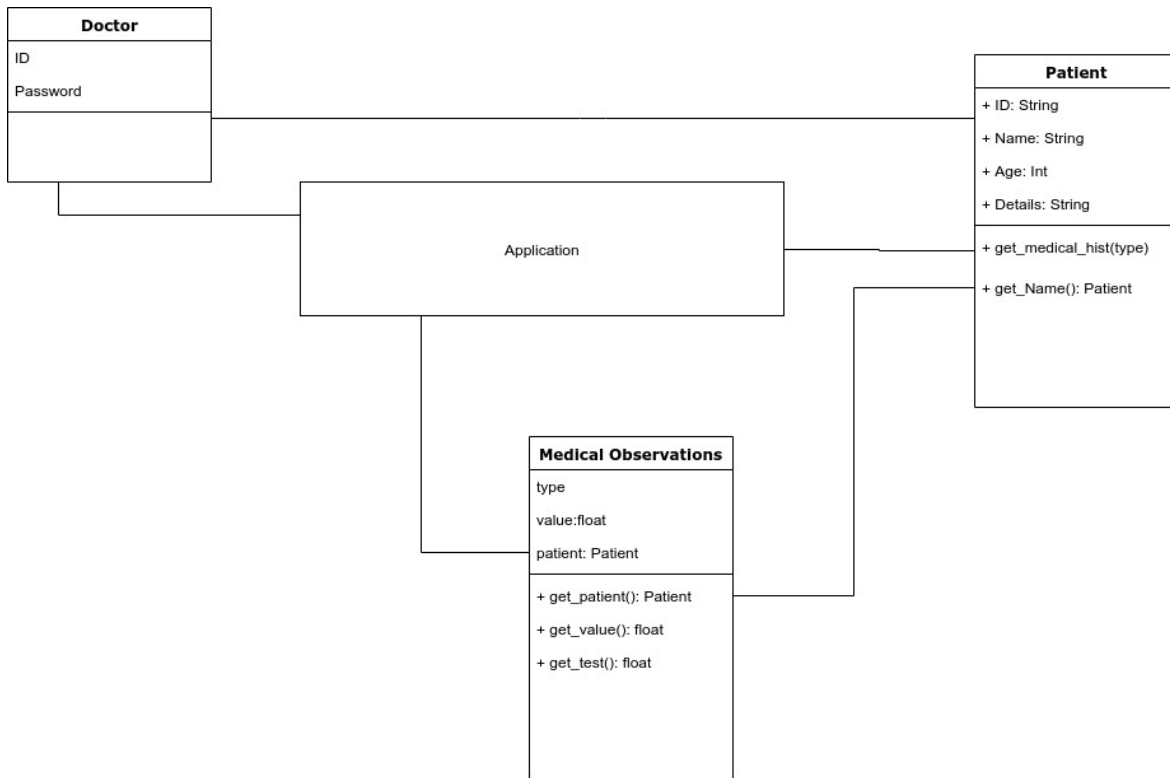 Doctor
ID
Password
Patient
+ ID: String
+ Name: String
+ Age: Int
+ Details: String
+ get_medical_hist(type)
+ get_Name(): Patient
Application
Medical Observations
type
value:float
patient: Patient
+ get_patient(): Patient
+ get_value(): float
+ get_test(): float